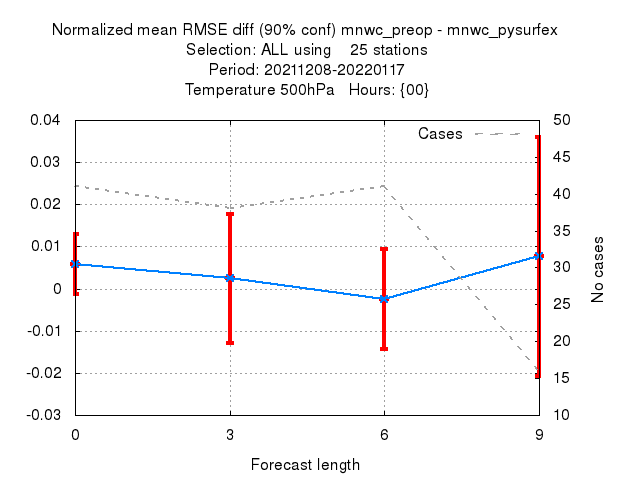 Normalized mean RMSE diff (90% conf) mnwc_preop - mnwc_pysurfex
Selection: ALL using    25 stations
Period: 20211208-20220117
Temperature 500hPa   Hours: {00}
Cases
0.04
0.03
0.02
0.01
0
-0.01
-0.02
-0.03
50
45
40
35
30
25
20
15
10
No cases
0 3 6 9
Forecast length